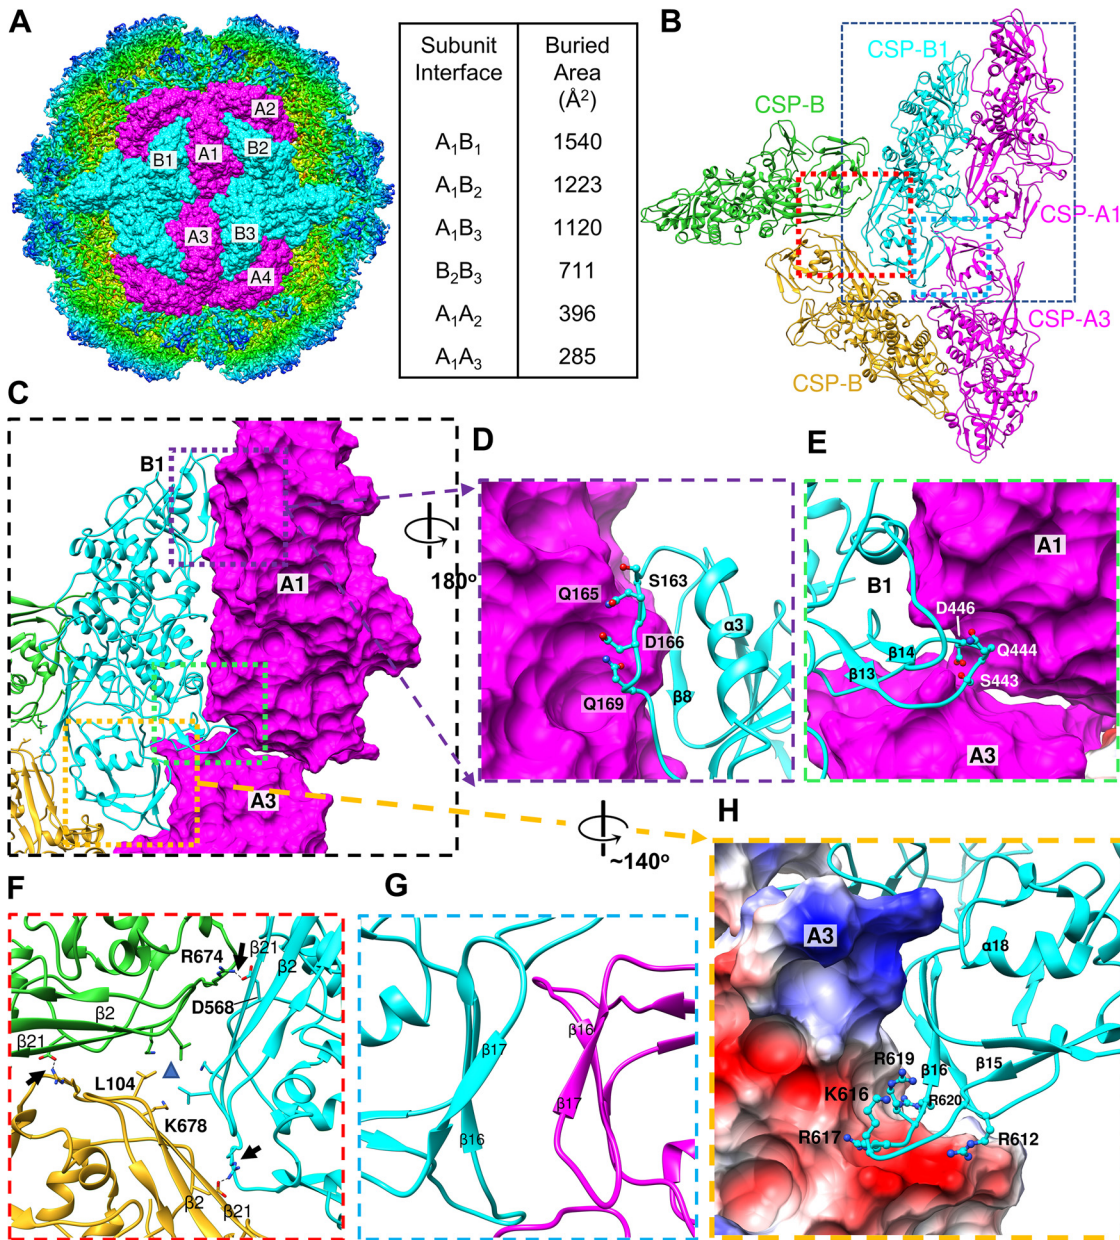 A
A2
B1
A1
B2
A3
B3
A4
Subunit Interface
Buried Area (Å²)
A₁B₁ 1540
A₁B₂ 1223
A₁B₃ 1120
B₂B₃ 711
A₁A₂ 396
A₁A₃ 285
B
CSP-B1
CSP-B
CSP-A1
CSP-A3
CSP-B
C
B1
A1
A3
180°
D
S163
Q165
α3
D166
β8
Q169
E
A1
B1
D446
β14
Q444
β13
S443
A3
~140°
F
R674
β21
β2
β2
D568
β21
L104
K678
β2
β21
G
β16
β17
β17
β16
H
A3
α18
R619
β16
β15
K616
R620
R617
R612